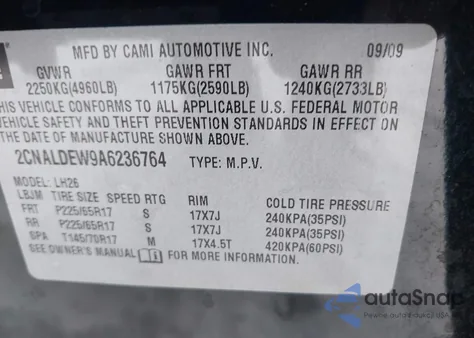 MFD BY CAMI AUTOMOTIVE INC. 09/09
GVWR GAWR FRT GAWR RR
2250KG(4960LB) 1175KG(2590LB) 1240KG(2733LB)
THIS VEHICLE CONFORMS TO ALL APPLICABLE U.S. FEDERAL MOTOR
VEHICLE SAFETY AND THEFT PREVENTION STANDARDS IN EFFECT ON
DATE OF MANUFACTURE SHOWN ABOVE.
2CNALDEW9A6236764 TYPE: M.P.V.
MODEL: LH26
LBJM TIRE SIZE SPEED RTG RIM COLD TIRE PRESSURE
FRT P225/65R17 S 17X7J 240KPA(35PSI)
RR P225/65R17 S 17X7J 240KPA(35PSI)
SPA T145/70R17 M 17X4.5T 420KPA(60PSI)
SEE OWNER'S MANUAL FOR MORE INFORMATION.
autoSnap